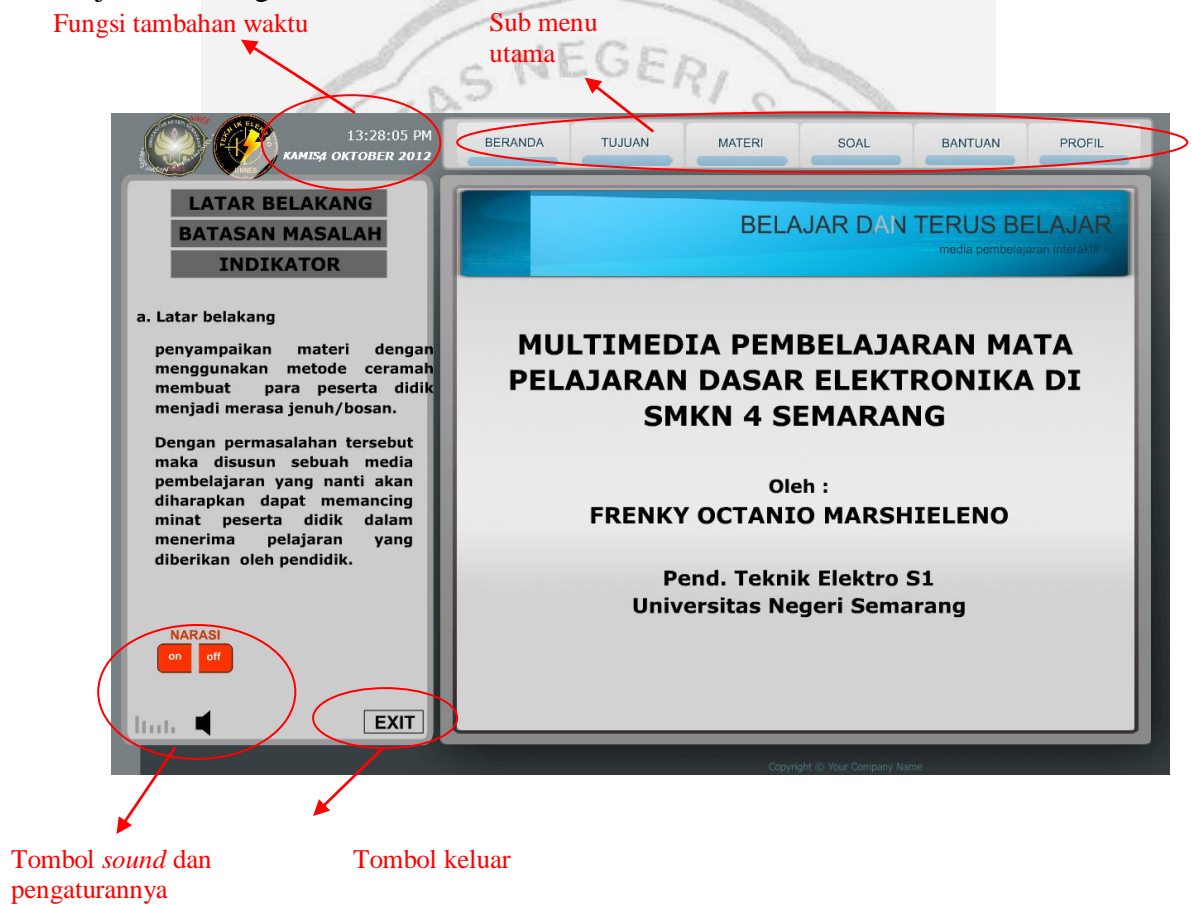 Fungsi tambahan waktu
Sub menu
utama
AS NEGERI S
13:28:05 PM
KAMIS,4 OKTOBER 2012
BERANDA TUJUAN MATERI SOAL BANTUAN PROFIL
LATAR BELAKANG
BATASAN MASALAH
INDIKATOR
a. Latar belakang
penyampaikan materi dengan
menggunakan metode ceramah
membuat para peserta didik
menjadi merasa jenuh/bosan.
Dengan permasalahan tersebut
maka disusun sebuah media
pembelajaran yang nanti akan
diharapkan dapat memancing
minat peserta didik dalam
menerima pelajaran yang
diberikan oleh pendidik.
NARASI
on off
EXIT
BELAJAR DAN TERUS BELAJAR
media pembelajaran interaktif
MULTIMEDIA PEMBELAJARAN MATA
PELAJARAN DASAR ELEKTRONIKA DI
SMKN 4 SEMARANG
Oleh :
FRENKY OCTANIO MARSHIELENO
Pend. Teknik Elektro S1
Universitas Negeri Semarang
Copyright © Your Company Name
Tombol sound dan
pengaturannya
Tombol keluar